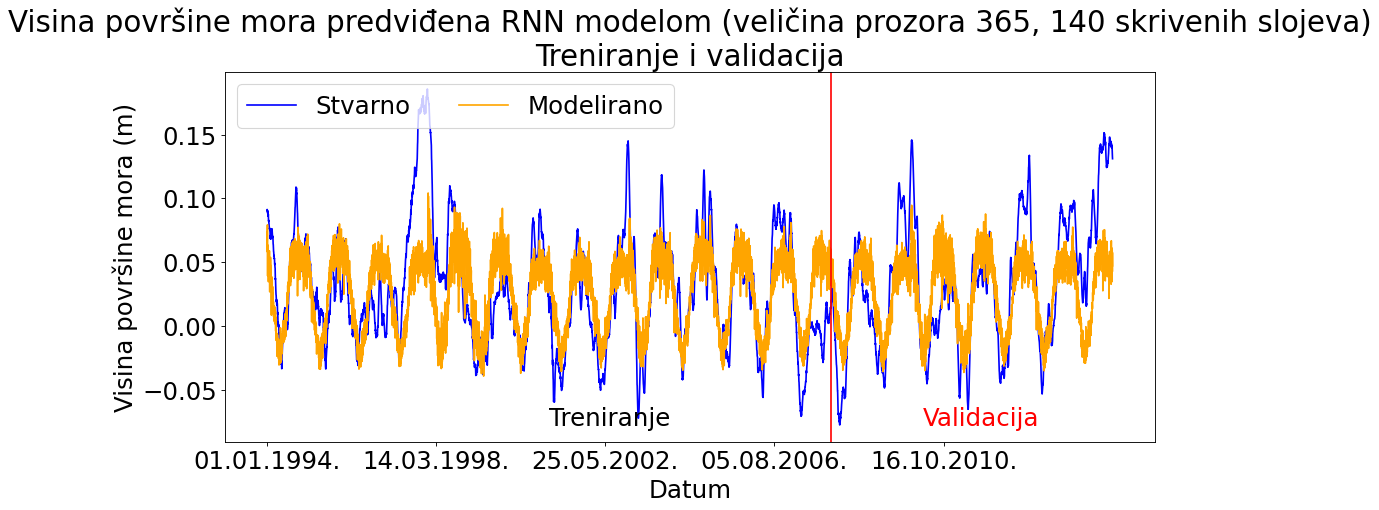 Visina površine mora predviđena RNN modelom (veličina prozora 365, 140 skrivenih slojeva)
Treniranje i validacija
Stvarno Modelirano
Visina površine mora (m)
0.15
0.10
0.05
0.00
−0.05
Treniranje Validacija
01.01.1994. 14.03.1998. 25.05.2002. 05.08.2006. 16.10.2010.
Datum